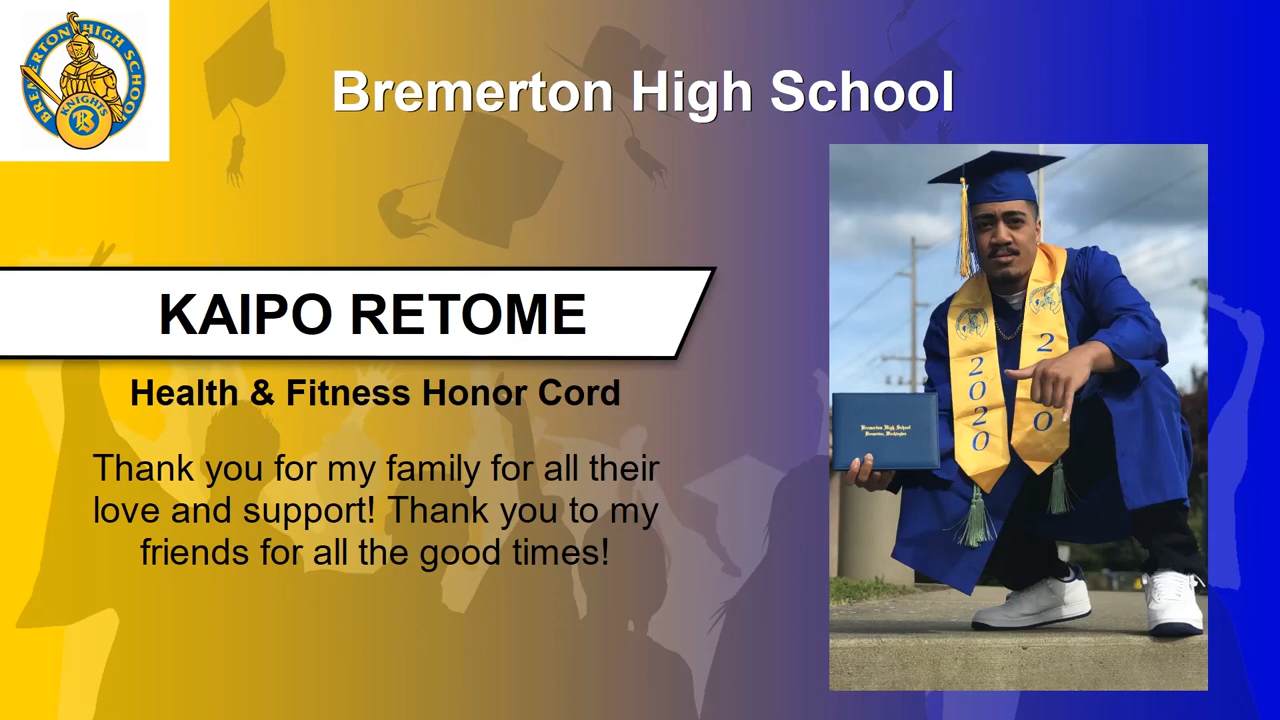 BREMERTON HIGH SCHOOL
KNIGHTS
B
Bremerton High School
KAIPO RETOME
Health & Fitness Honor Cord
Thank you for my family for all their
love and support! Thank you to my
friends for all the good times!
2020
20
Bremerton High School
Bremerton, Washington